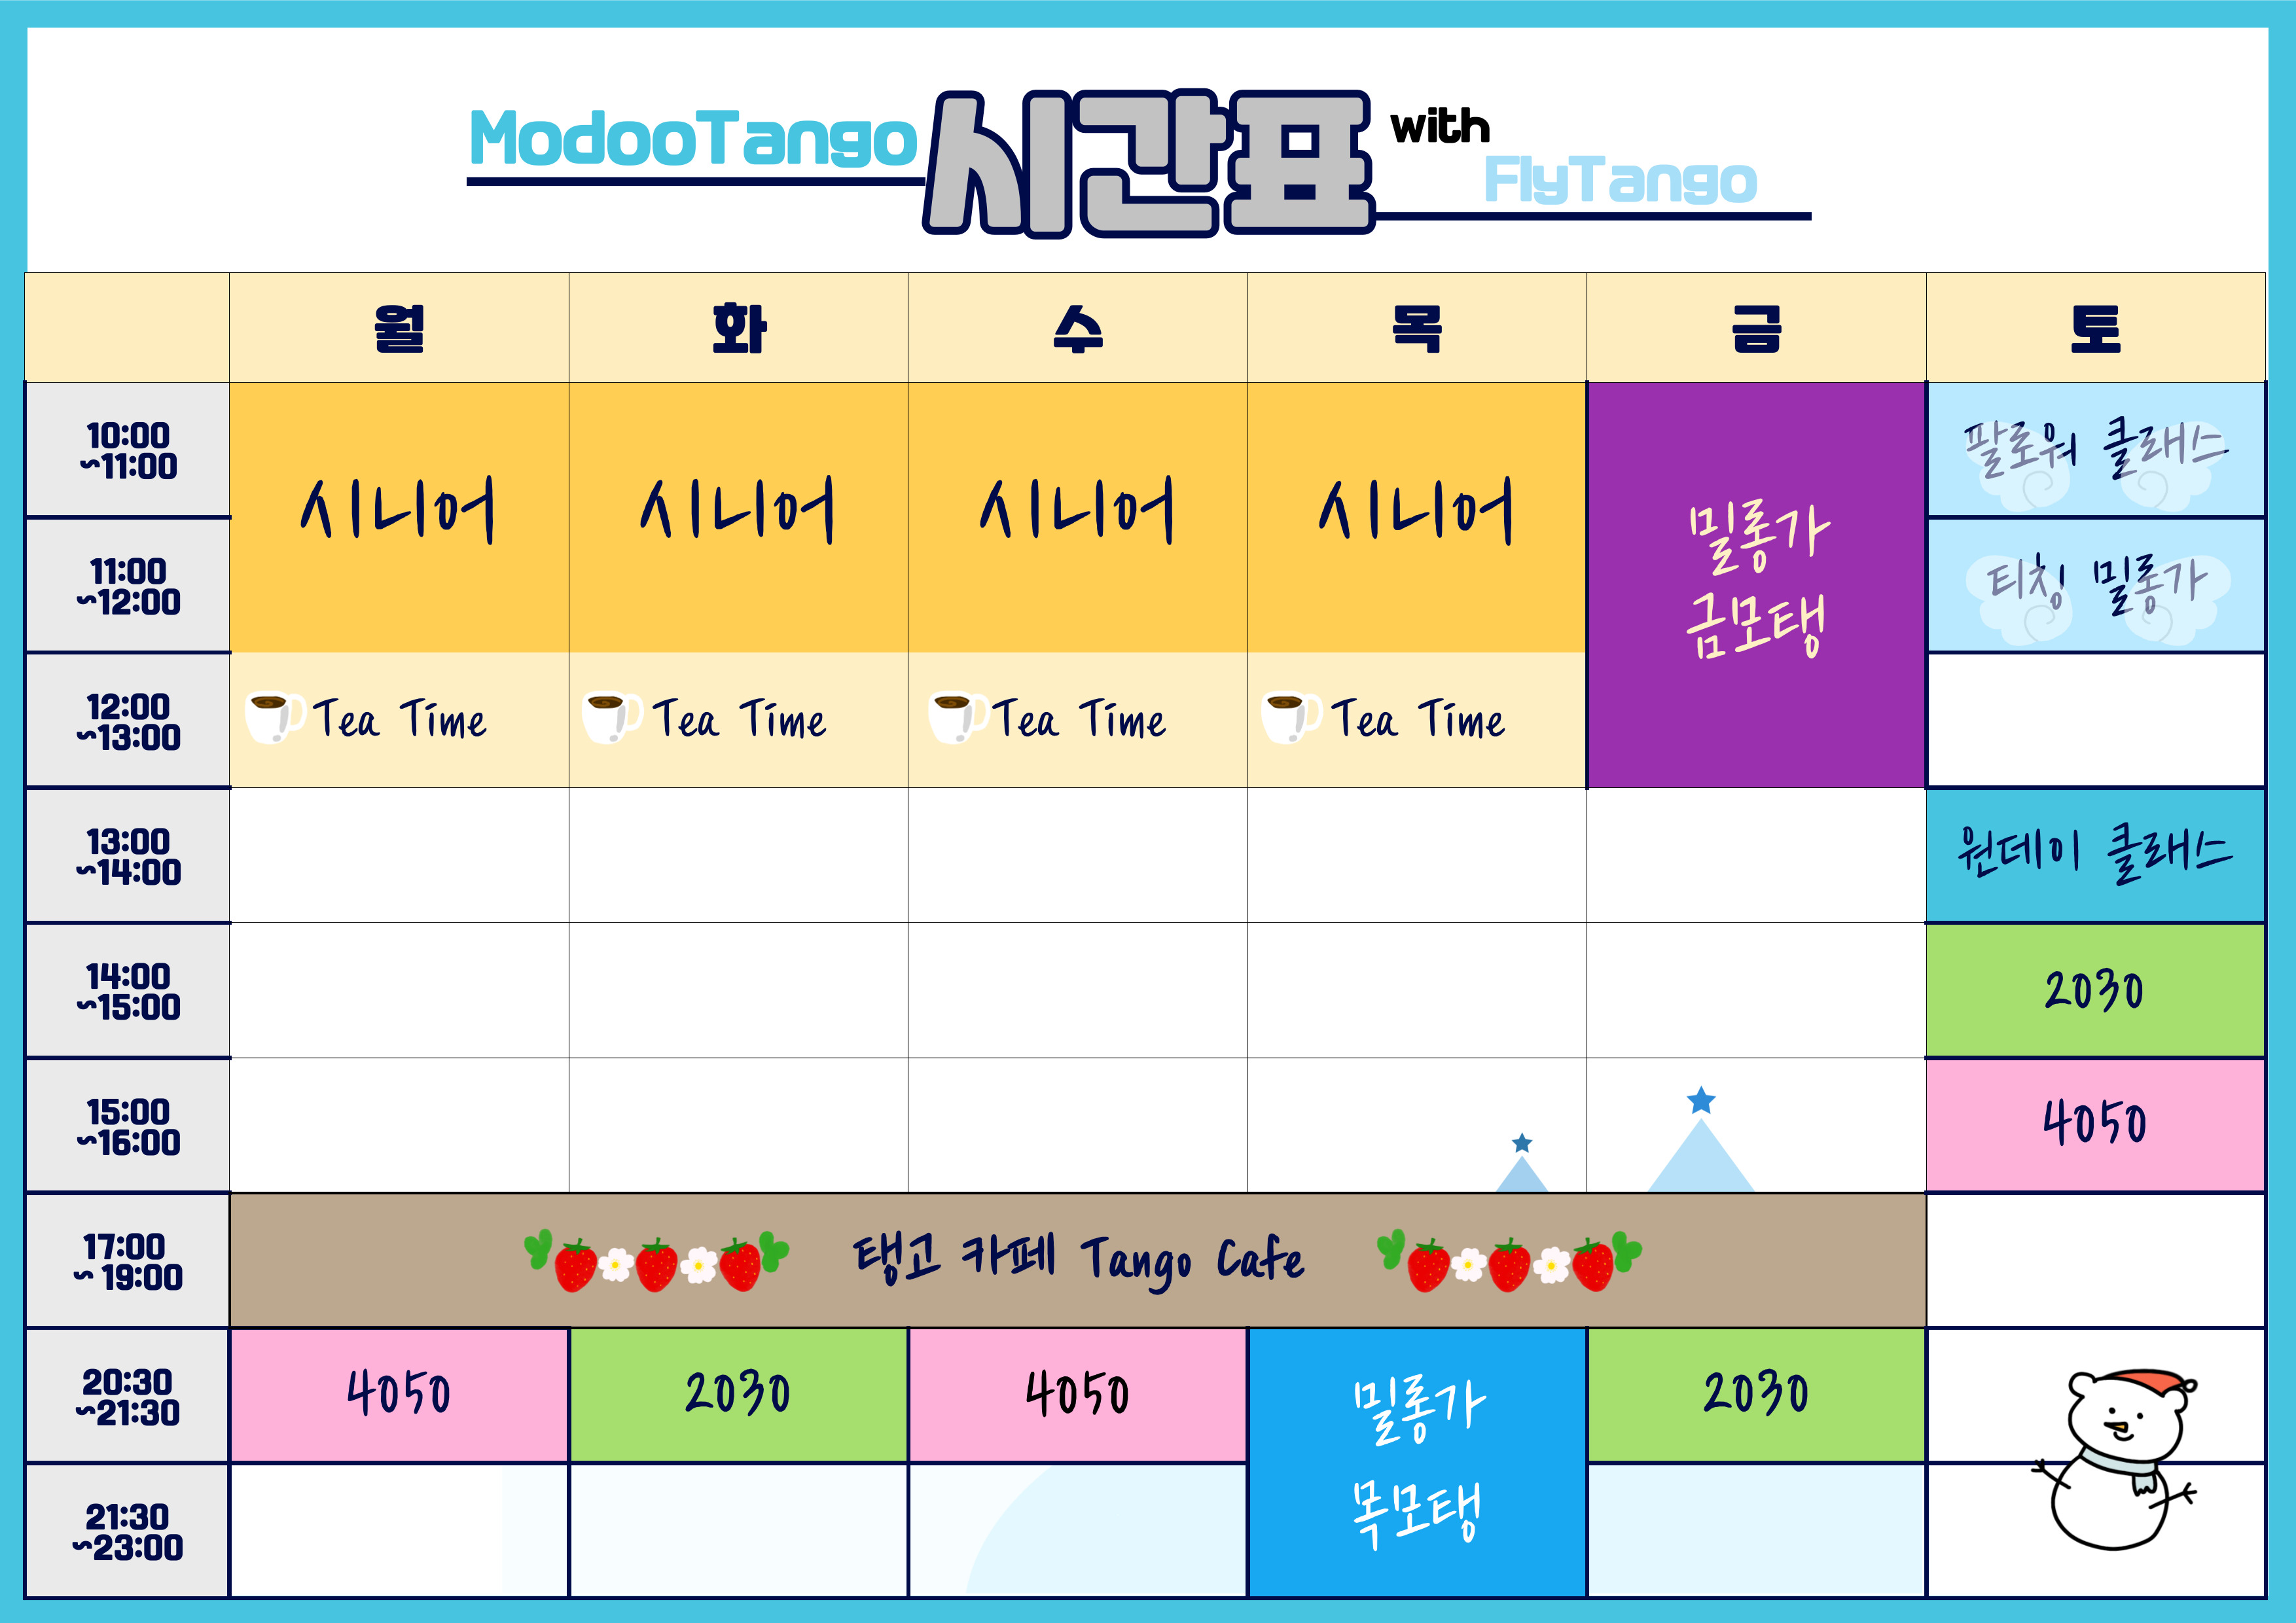 ModooTango 시간표 with
FlyTango
월 화 수 목 금 토
10:00
~11:00
시니어 시니어 시니어 시니어
밀롱가
금모탱
팔로워 클래스
11:00
~12:00
티칭 밀롱가
12:00
~13:00
Tea Time Tea Time Tea Time Tea Time
13:00
~14:00
원데이 클래스
14:00
~15:00
2030
15:00
~16:00
4050
17:00
~ 19:00
탱고 카페 Tango Cafe
20:30
~21:30
4050 2030 4050
밀롱가
목모탱
2030
21:30
~23:00